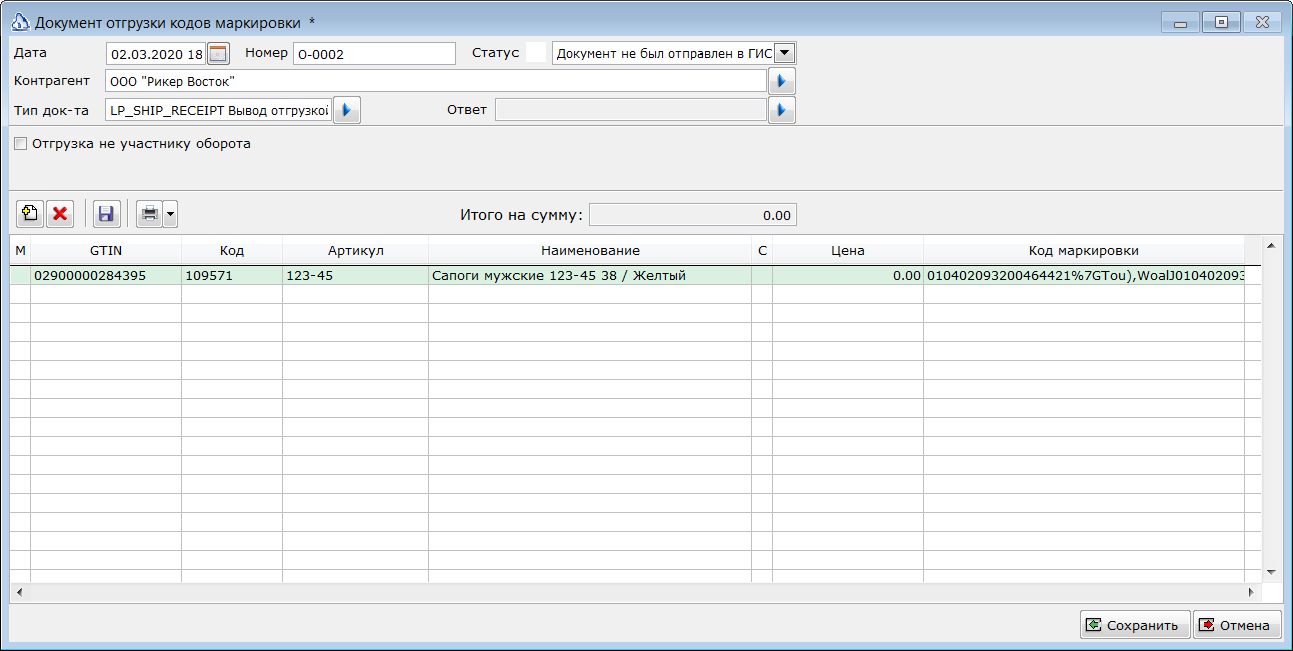 Документ отгрузки кодов маркировки *
Дата 02.03.2020 18 Номер О-0002 Статус Документ не был отправлен в ГИС
Контрагент ООО "Рикер Восток"
Тип док-та LP_SHIP_RECEIPT Вывод отгрузкой Ответ
Отгрузка не участнику оборота
Итого на сумму: 0.00
М GTIN Код Артикул Наименование С Цена Код маркировки
02900000284395 109571 123-45 Сапоги мужские 123-45 38 / Желтый 0.00 010402093200464421%7GTou),WoalJ010402093
Сохранить Отмена